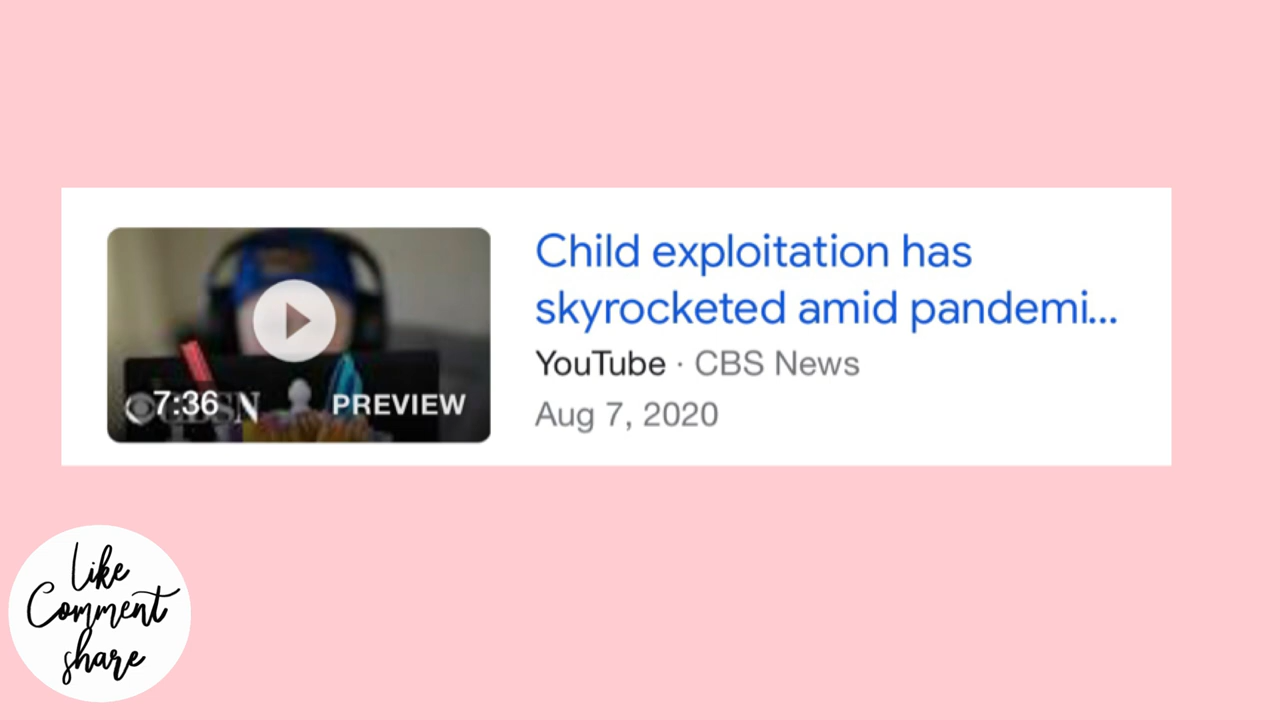 Child exploitation has
skyrocketed amid pandemi...
YouTube · CBS News
Aug 7, 2020
7:36
PREVIEW
like
Comment
share